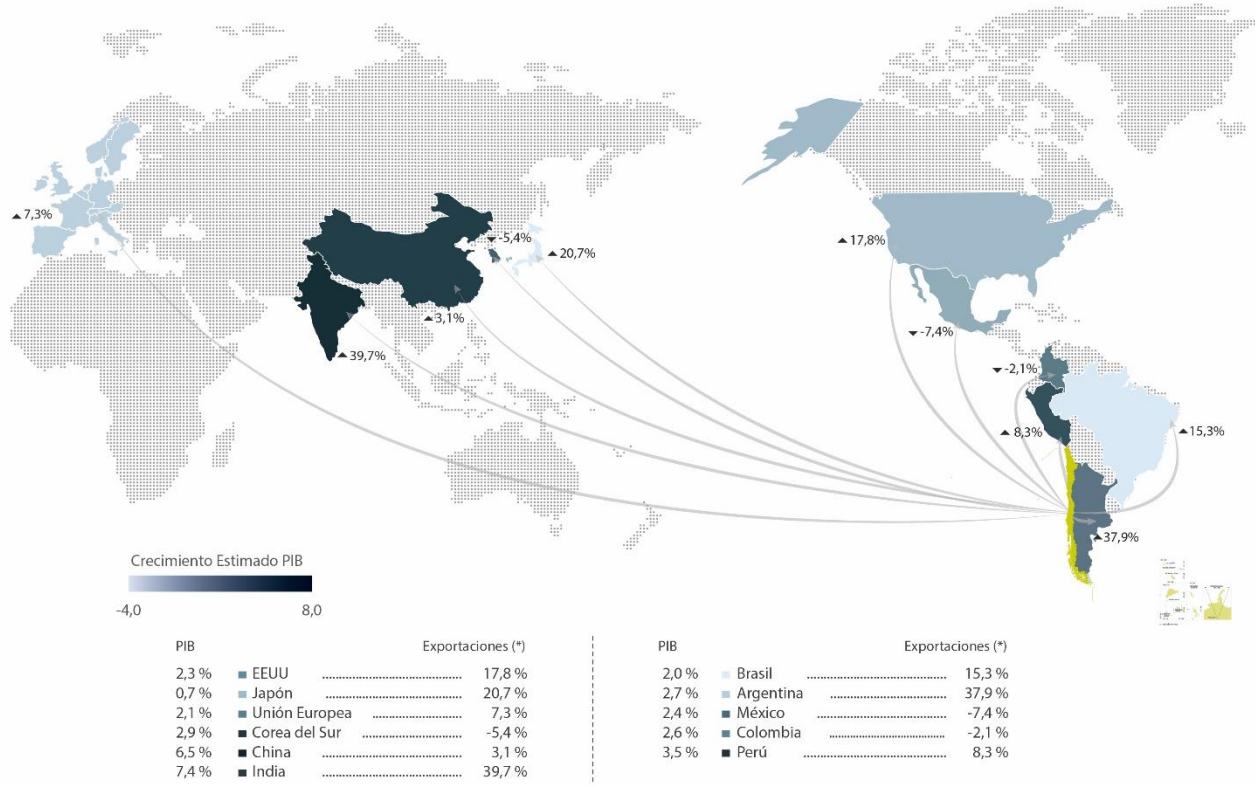 ▲ 7,3%
▼ -5,4%
▲ 20,7%
▲ 3,1%
▲ 39,7%
▲ 17,8%
▼ -7,4%
▼ -2,1%
▲ 8,3%
▲ 15,3%
▲ 37,9%
Crecimiento Estimado PIB
-4,0 8,0
PIB Exportaciones (*)
2,3 % EEUU 17,8 %
0,7 % Japón 20,7 %
2,1 % Unión Europea 7,3 %
2,9 % Corea del Sur -5,4 %
6,5 % China 3,1 %
7,4 % India 39,7 %
PIB Exportaciones (*)
2,0 % Brasil 15,3 %
2,7 % Argentina 37,9 %
2,4 % México -7,4 %
2,6 % Colombia -2,1 %
3,5 % Perú 8,3 %